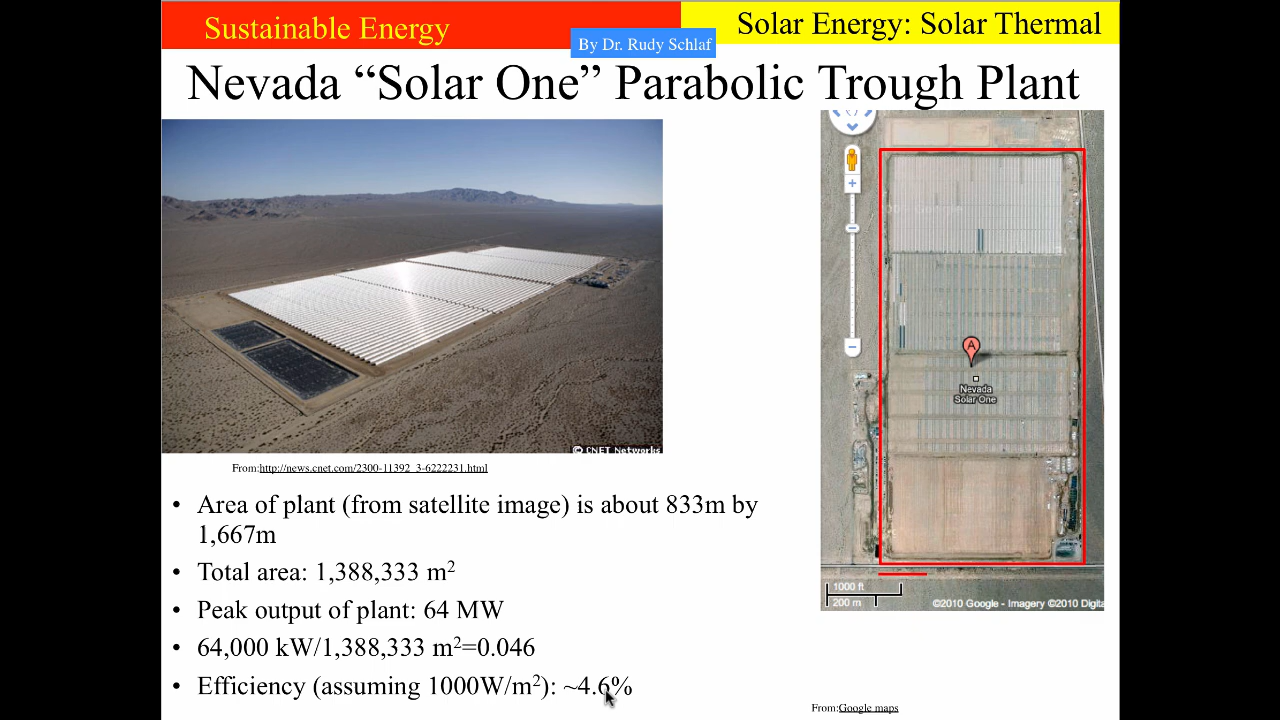 Sustainable Energy
Solar Energy: Solar Thermal
By Dr. Rudy Schlaf
Nevada “Solar One” Parabolic Trough Plant
A
Nevada
Solar One
© CNET Networks
From:http://news.cnet.com/2300-11392_3-6222231.html
• Area of plant (from satellite image) is about 833m by
1,667m
• Total area: 1,388,333 m²
• Peak output of plant: 64 MW
• 64,000 kW/1,388,333 m²=0.046
• Efficiency (assuming 1000W/m²): ~4.6%
1000 ft
200 m
©2010 Google - Imagery ©2010 Digita
From:Google maps